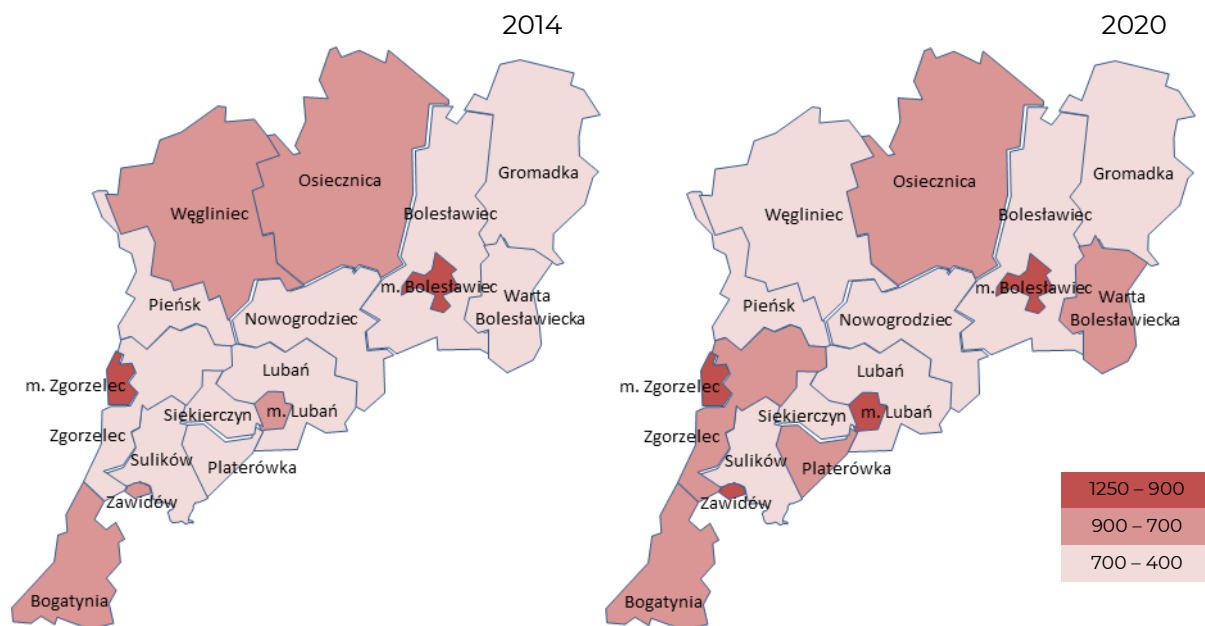 2014
Osiecznica
Gromadka
Węgliniec
Bolesławiec
m. Bolesławiec
Pieńsk
Warta
Nowogrodziec
Bolesławiecka
Lubań
m. Zgorzelec
Siekierczyn
m. Lubań
Zgorzelec
Sulików
Platerówka
Zawidów
Bogatynia
2020
Osiecznica
Gromadka
Węgliniec
Bolesławiec
m. Bolesławiec
Pieńsk
Warta
Nowogrodziec
Bolesławiecka
Lubań
m. Zgorzelec
Siekierczyn
m. Lubań
Zgorzelec
Sulików
Platerówka
Zawidów
Bogatynia
1250 – 900
900 – 700
700 – 400